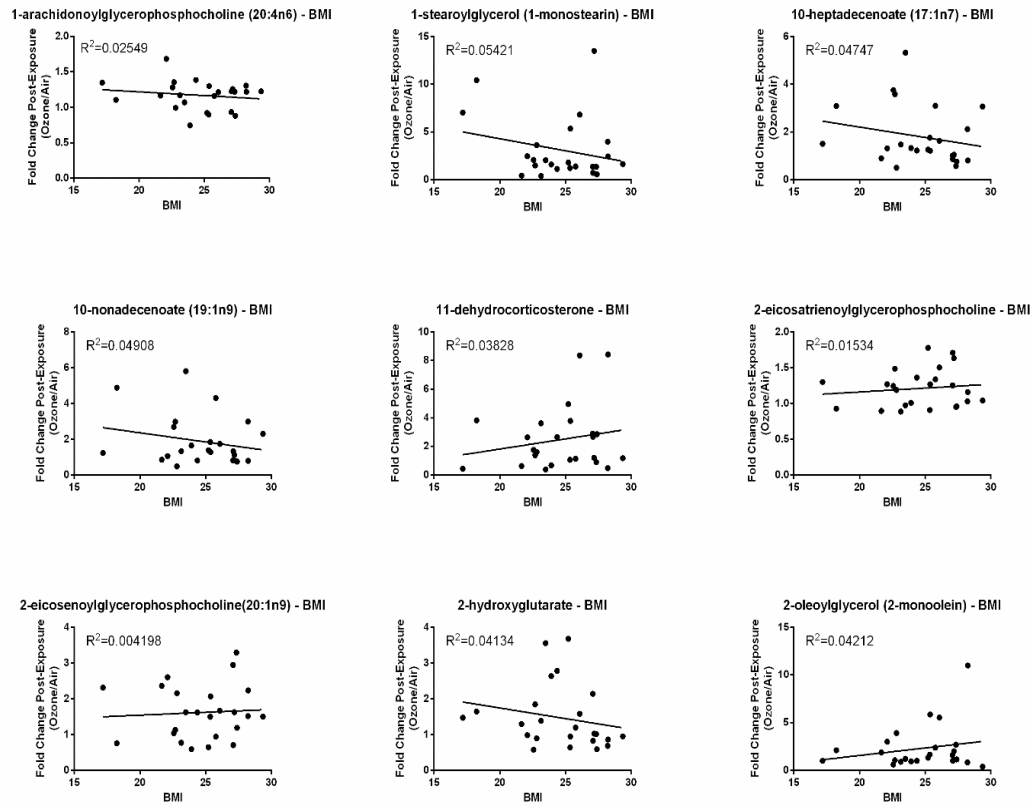 1-arachidonoylglycerophosphocholine (20:4n6) - BMI
R²=0.02549
Fold Change Post-Exposure
(Ozone/Air)
2.0
1.5
1.0
0.5
0.0
15 20 25 30
BMI
1-stearoylglycerol (1-monostearin) - BMI
R²=0.05421
Fold Change Post-Exposure
(Ozone/Air)
15
10
5
0
15 20 25 30
BMI
10-heptadecenoate (17:1n7) - BMI
R²=0.04747
Fold Change Post-Exposure
(Ozone/Air)
6
4
2
0
15 20 25 30
BMI
10-nonadecenoate (19:1n9) - BMI
R²=0.04908
Fold Change Post-Exposure
(Ozone/Air)
8
6
4
2
0
15 20 25 30
BMI
11-dehydrocorticosterone - BMI
R²=0.03828
Fold Change Post-Exposure
(Ozone/Air)
10
8
6
4
2
0
15 20 25 30
BMI
2-eicosatrienoylglycerophosphocholine - BMI
R²=0.01534
Fold Change Post-Exposure
(Ozone/Air)
2.0
1.5
1.0
0.5
0.0
15 20 25 30
BMI
2-eicosenoylglycerophosphocholine(20:1n9) - BMI
R²=0.004198
Fold Change Post-Exposure
(Ozone/Air)
4
3
2
1
0
15 20 25 30
BMI
2-hydroxyglutarate - BMI
R²=0.04134
Fold Change Post-Exposure
(Ozone/Air)
4
3
2
1
0
15 20 25 30
BMI
2-oleoylglycerol (2-monoolein) - BMI
R²=0.04212
Fold Change Post-Exposure
(Ozone/Air)
15
10
5
0
15 20 25 30
BMI